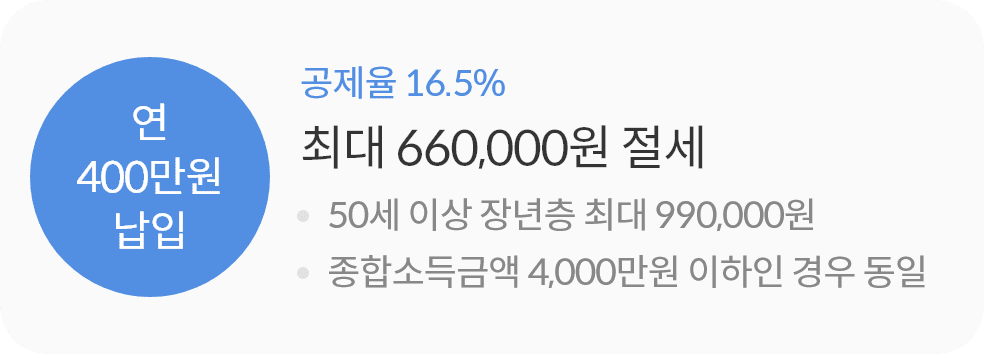 연
400만원
납입
공제율 16.5%
최대 660,000원 절세
50세 이상 장년층 최대 990,000원
종합소득금액 4,000만원 이하인 경우 동일